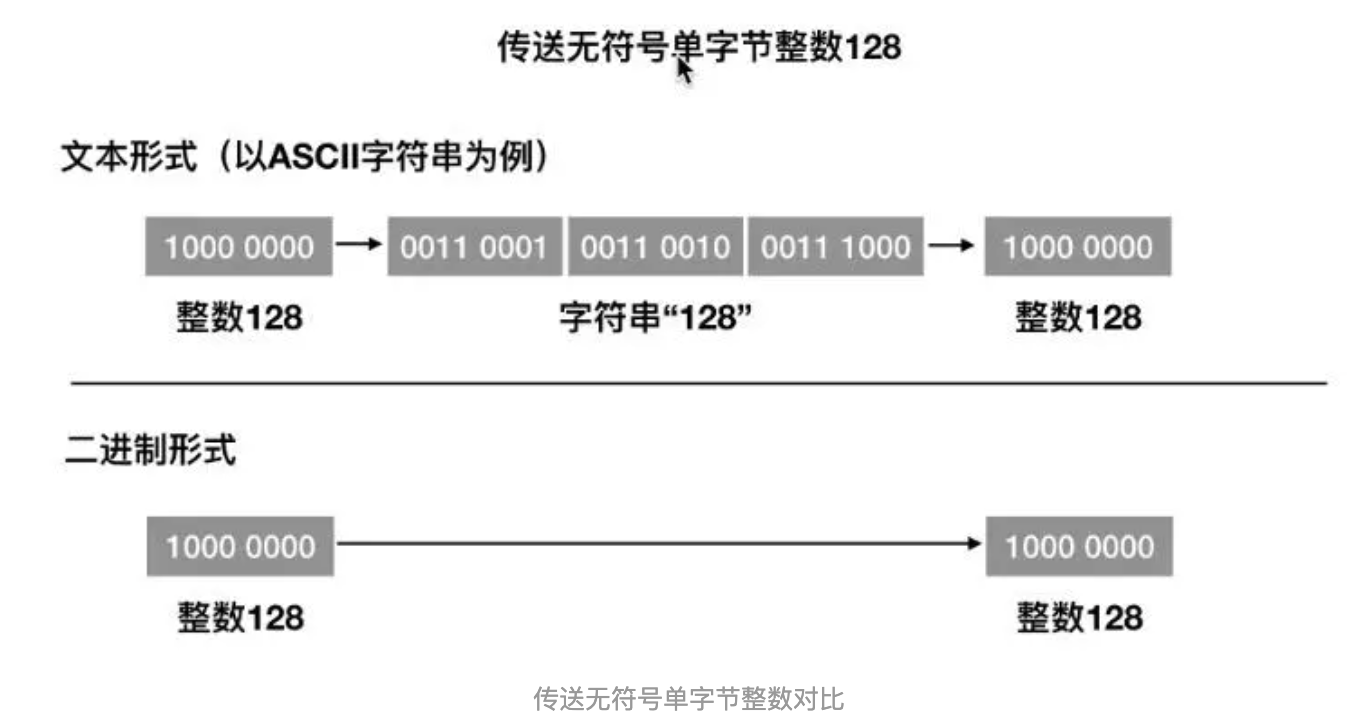 传送无符号单字节整数128
文本形式（以ASCII字符串为例）
1000 0000 0011 0001 0011 0010 0011 1000 1000 0000
整数128 字符串“128” 整数128
二进制形式
1000 0000 1000 0000
整数128 整数128
传送无符号单字节整数对比